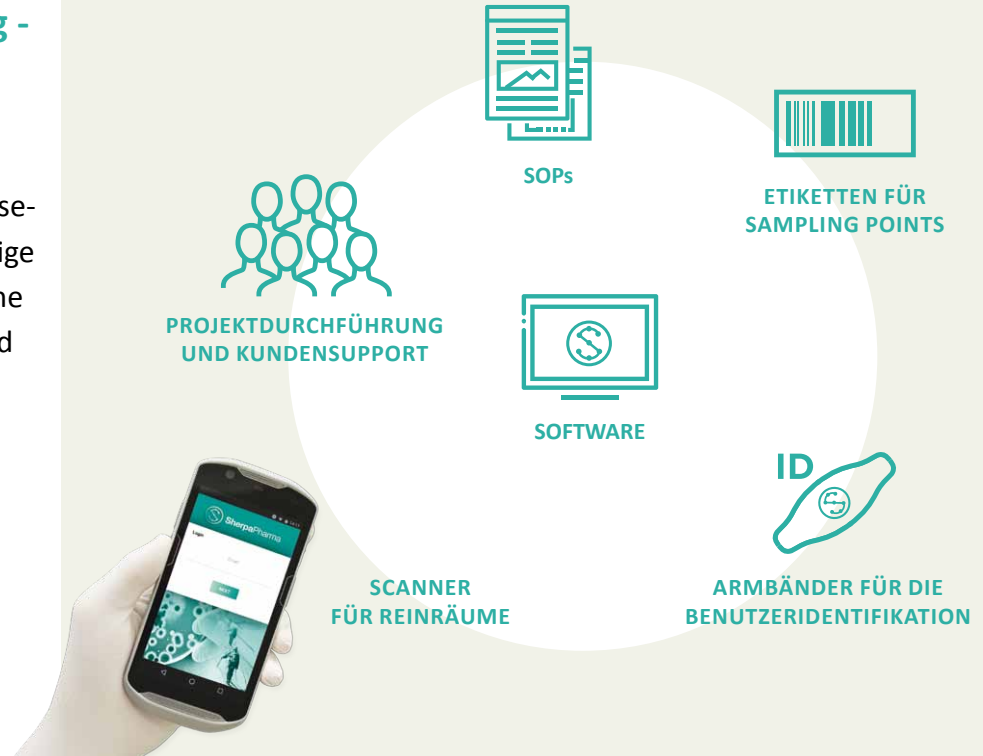 g -
se-
ige
ne
d
SOPs
ETIKETTEN FÜR
SAMPLING POINTS
PROJEKTDURCHFÜHRUNG
UND KUNDENSUPPORT
SOFTWARE
ID
SherpaPharma
Login
NEXT
SCANNER
FÜR REINRÄUME
ARMBÄNDER FÜR DIE
BENUTZERIDENTIFIKATION